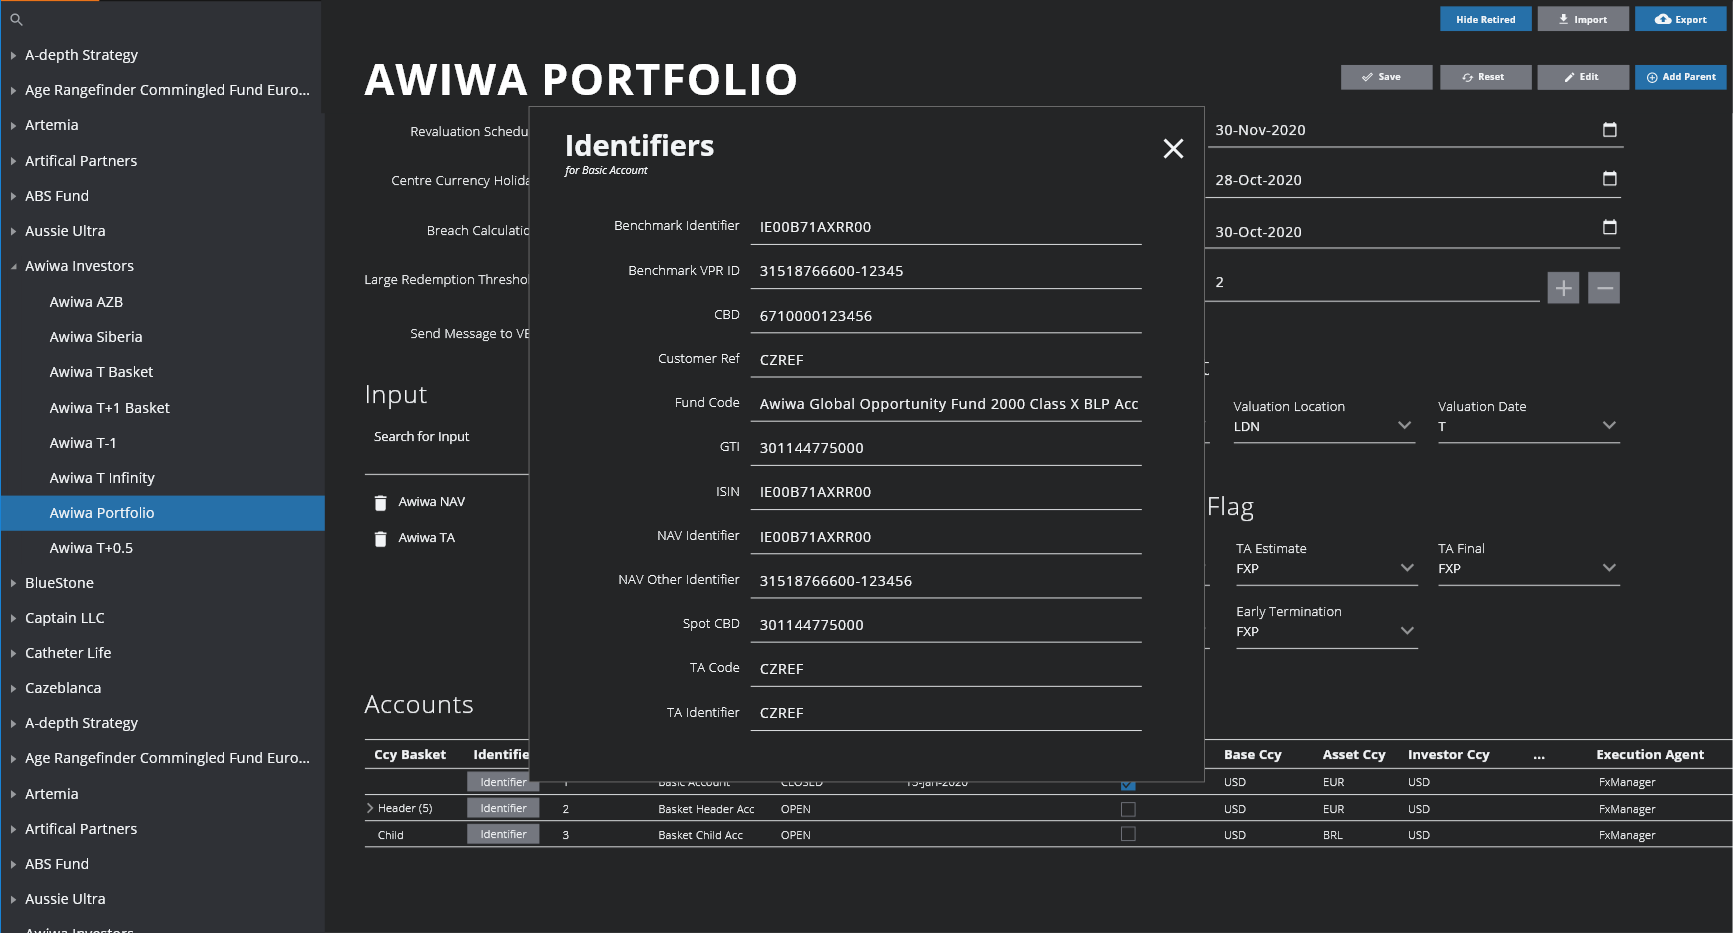 Hide Retired
Import
Export
A-depth Strategy
Age Rangefinder Commingled Fund Euro...
Artemia
Artifical Partners
ABS Fund
Aussie Ultra
Awiwa Investors
Awiwa AZB
Awiwa Siberia
Awiwa T Basket
Awiwa T+1 Basket
Awiwa T-1
Awiwa T Infinity
Awiwa Portfolio
Awiwa T+0.5
BlueStone
Captain LLC
Catheter Life
Cazeblanca
A-depth Strategy
Age Rangefinder Commingled Fund Euro...
Artemia
Artifical Partners
ABS Fund
Aussie Ultra
Awiwa Investors
AWIWA PORTFOLIO
Save
Reset
Edit
Add Parent
Revaluation Schedu
Centre Currency Holida
Breach Calculatio
Large Redemption Threshol
Send Message to VE
30-Nov-2020
28-Oct-2020
30-Oct-2020
2
Input
Search for Input
Awiwa NAV
Awiwa TA
Identifiers
for Basic Account
Benchmark Identifier IE00B71AXRR00
Benchmark VPR ID 31518766600-12345
CBD 6710000123456
Customer Ref CZREF
Fund Code Awiwa Global Opportunity Fund 2000 Class X BLP Acc
GTI 301144775000
ISIN IE00B71AXRR00
NAV Identifier IE00B71AXRR00
NAV Other Identifier 31518766600-123456
Spot CBD 301144775000
TA Code CZREF
TA Identifier CZREF
Valuation Location Valuation Date
LDN T
Flag
TA Estimate TA Final
FXP FXP
Early Termination
FXP
Accounts
Ccy Basket Identifie Base Ccy Asset Ccy Investor Ccy ... Execution Agent
Identifier 1 Basic Account CLOSED 15-Jan-2020 USD EUR USD FxManager
Header (5) Identifier 2 Basket Header Acc OPEN USD EUR USD FxManager
Child Identifier 3 Basket Child Acc OPEN USD BRL USD FxManager